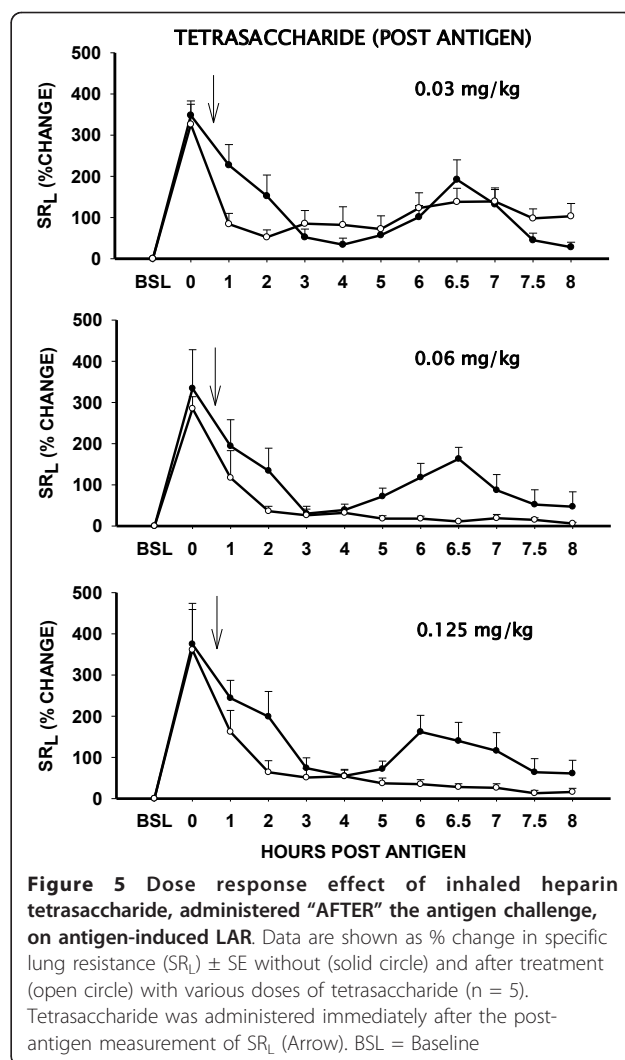 TETRASACCHARIDE (POST ANTIGEN)
500
400
300
200
100
0
SRL (%CHANGE)
0.03 mg/kg
BSL 0 1 2 3 4 5 6 6.5 7 7.5 8
500
400
300
200
100
0
SRL (% CHANGE)
0.06 mg/kg
BSL 0 1 2 3 4 5 6 6.5 7 7.5 8
500
400
300
200
100
0
SRL (% CHANGE)
0.125 mg/kg
BSL 0 1 2 3 4 5 6 6.5 7 7.5 8
HOURS POST ANTIGEN
Figure 5 Dose response effect of inhaled heparin
tetrasaccharide, administered “AFTER” the antigen challenge,
on antigen-induced LAR. Data are shown as % change in specific
lung resistance (SRL) ± SE without (solid circle) and after treatment
(open circle) with various doses of tetrasaccharide (n = 5).
Tetrasaccharide was administered immediately after the post-
antigen measurement of SRL (Arrow). BSL = Baseline